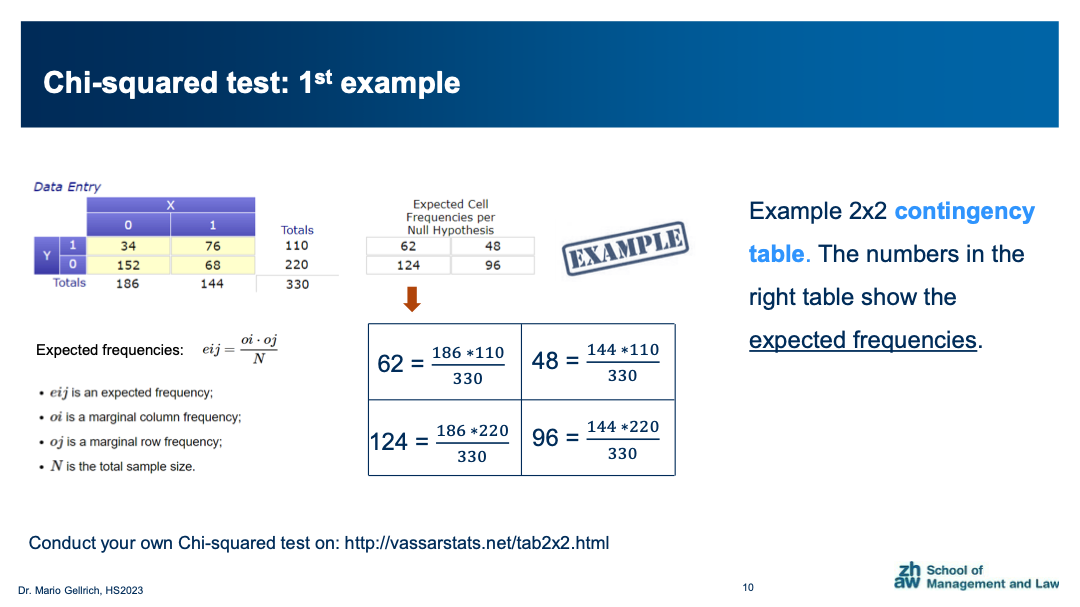 Chi-squared test: 1st example
Data Entry
X
0 1 Totals
Y 1 34 76 110
0 152 68 220
Totals 186 144 330
Expected Cell
Frequencies per
Null Hypothesis
62 48
124 96
EXAMPLE
Example 2x2 contingency
table. The numbers in the
right table show the
expected frequencies.
Expected frequencies: eij = oi · oj / N
• eij is an expected frequency;
• oi is a marginal column frequency;
• oj is a marginal row frequency;
• N is the total sample size.
62 = 186 *110 / 330
48 = 144 *110 / 330
124 = 186 *220 / 330
96 = 144 *220 / 330
Conduct your own Chi-squared test on: http://vassarstats.net/tab2x2.html
Dr. Mario Gellrich, HS2023
10
zh
aw
School of
Management and Law